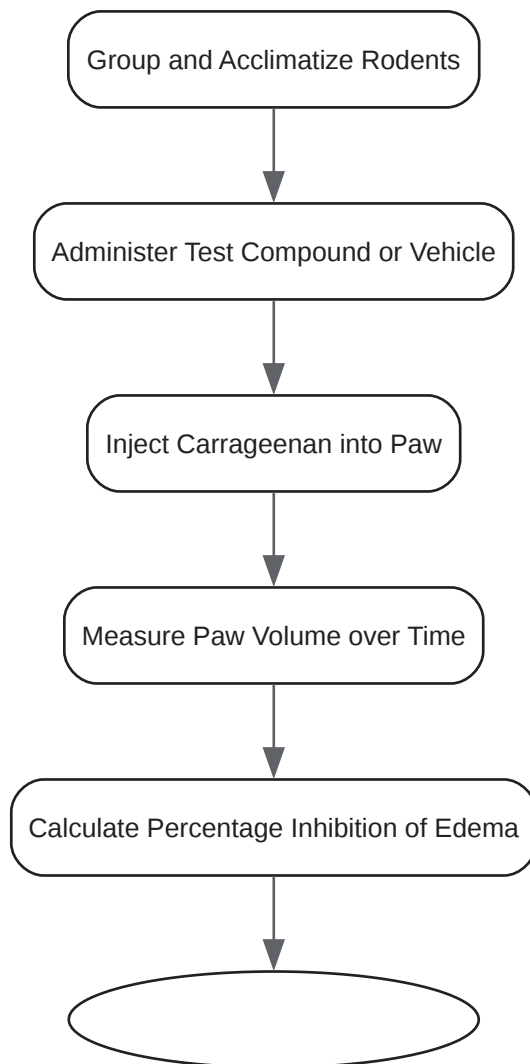 Group and Acclimatize Rodents
Administer Test Compound or Vehicle
Inject Carrageenan into Paw
Measure Paw Volume over Time
Calculate Percentage Inhibition of Edema